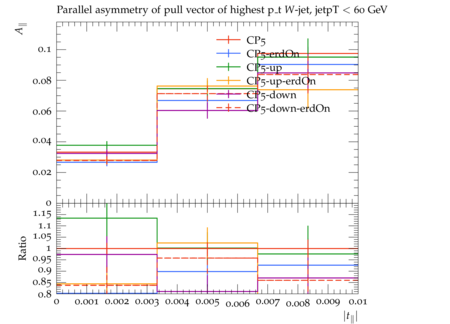 Parallel asymmetry of pull vector of highest p_t W-jet, jetpT < 60 GeV
A∥
0.1
CP5
CP5-erdOn
0.08
CP5-up
CP5-up-erdOn
0.06
CP5-down
CP5-down-erdOn
0.04
0.02
0
1.15
1.1
1.05
1
0.95
0.9
0.85
0.8
Ratio
0 0.001 0.002 0.003 0.004 0.005 0.006 0.007 0.008 0.009 0.01
|t∥|